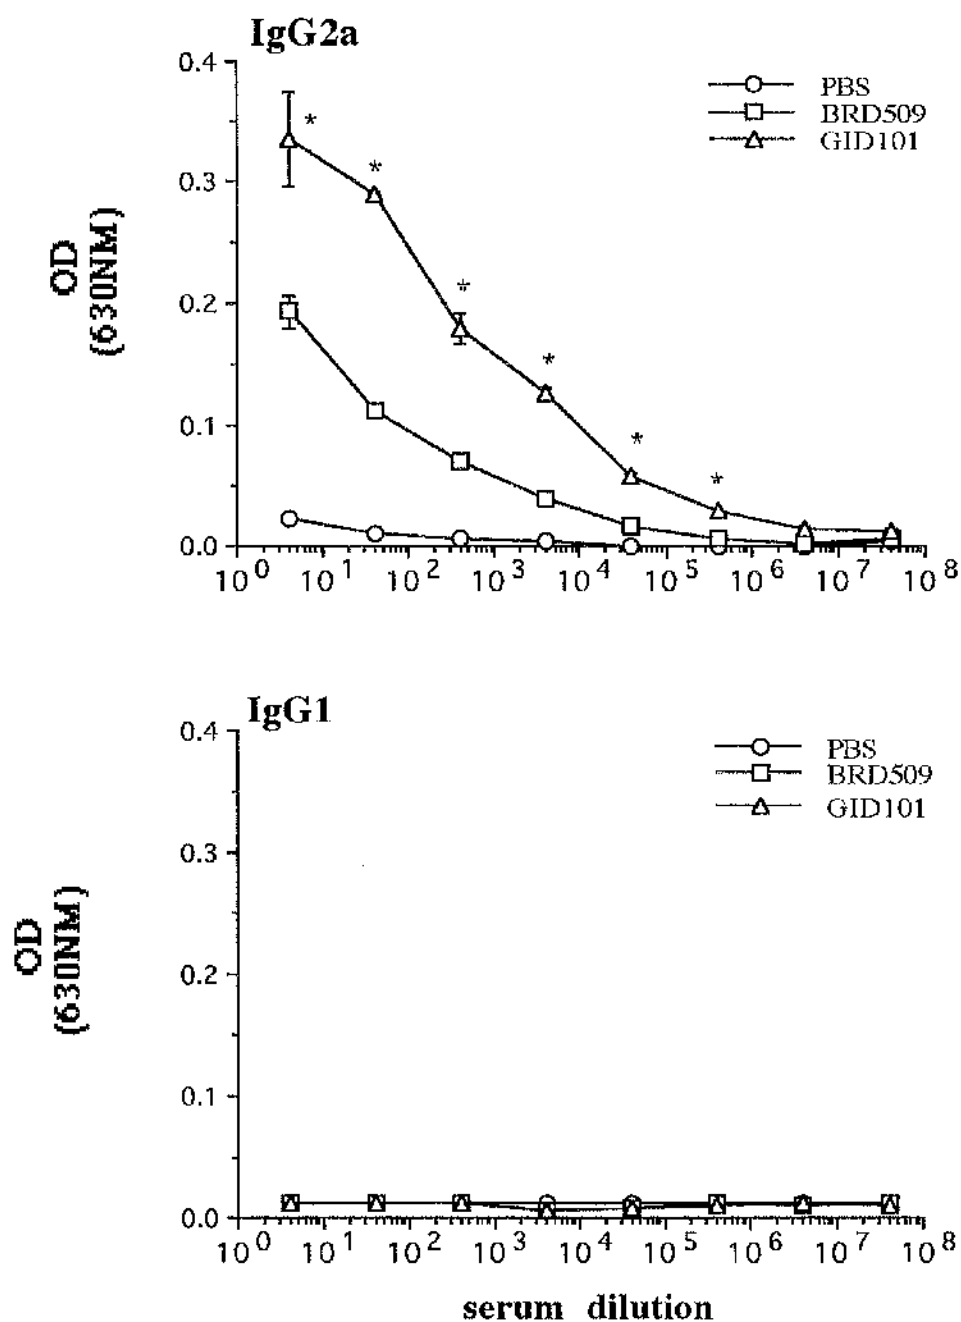 IgG2a
0.4
0.3
0.2
0.1
0.0
OD
(630NM)
PBS
BRD509
GID101
*
*
*
*
*
*
10^0 10^1 10^2 10^3 10^4 10^5 10^6 10^7 10^8
IgG1
0.4
0.3
0.2
0.1
0.0
OD
(630NM)
PBS
BRD509
GID101
10^0 10^1 10^2 10^3 10^4 10^5 10^6 10^7 10^8
serum dilution